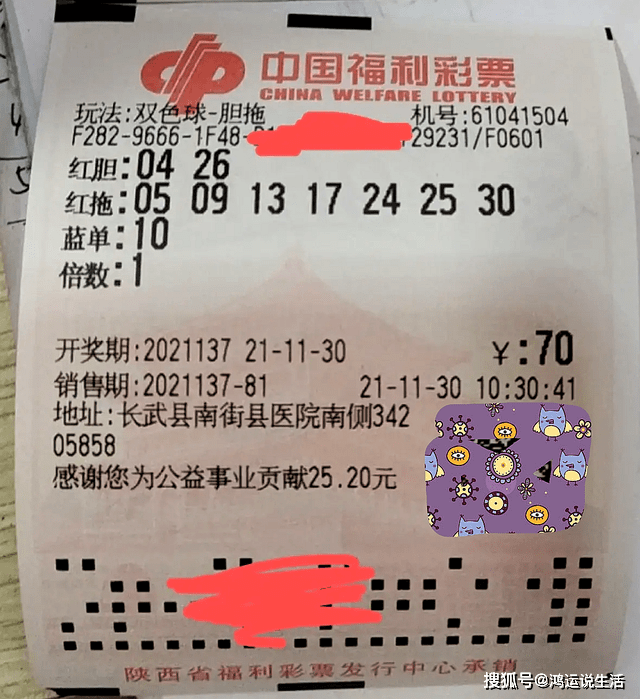 中国福利彩票
CHINA WELFARE LOTTERY
玩法:双色球-胆拖 机号:61041504
F282-9666-1F48- 29231/F0601
红胆:04 26
红拖:05 09 13 17 24 25 30
蓝单:10
倍数:1
开奖期:2021137 21-11-30 ￥:70
销售期:2021137-81 21-11-30 10:30:41
地址:长武县南街县医院南侧342
05858
感谢您为公益事业贡献25.20元
陕西省福利彩票发行中心承销
搜狐号@鸿运说生活